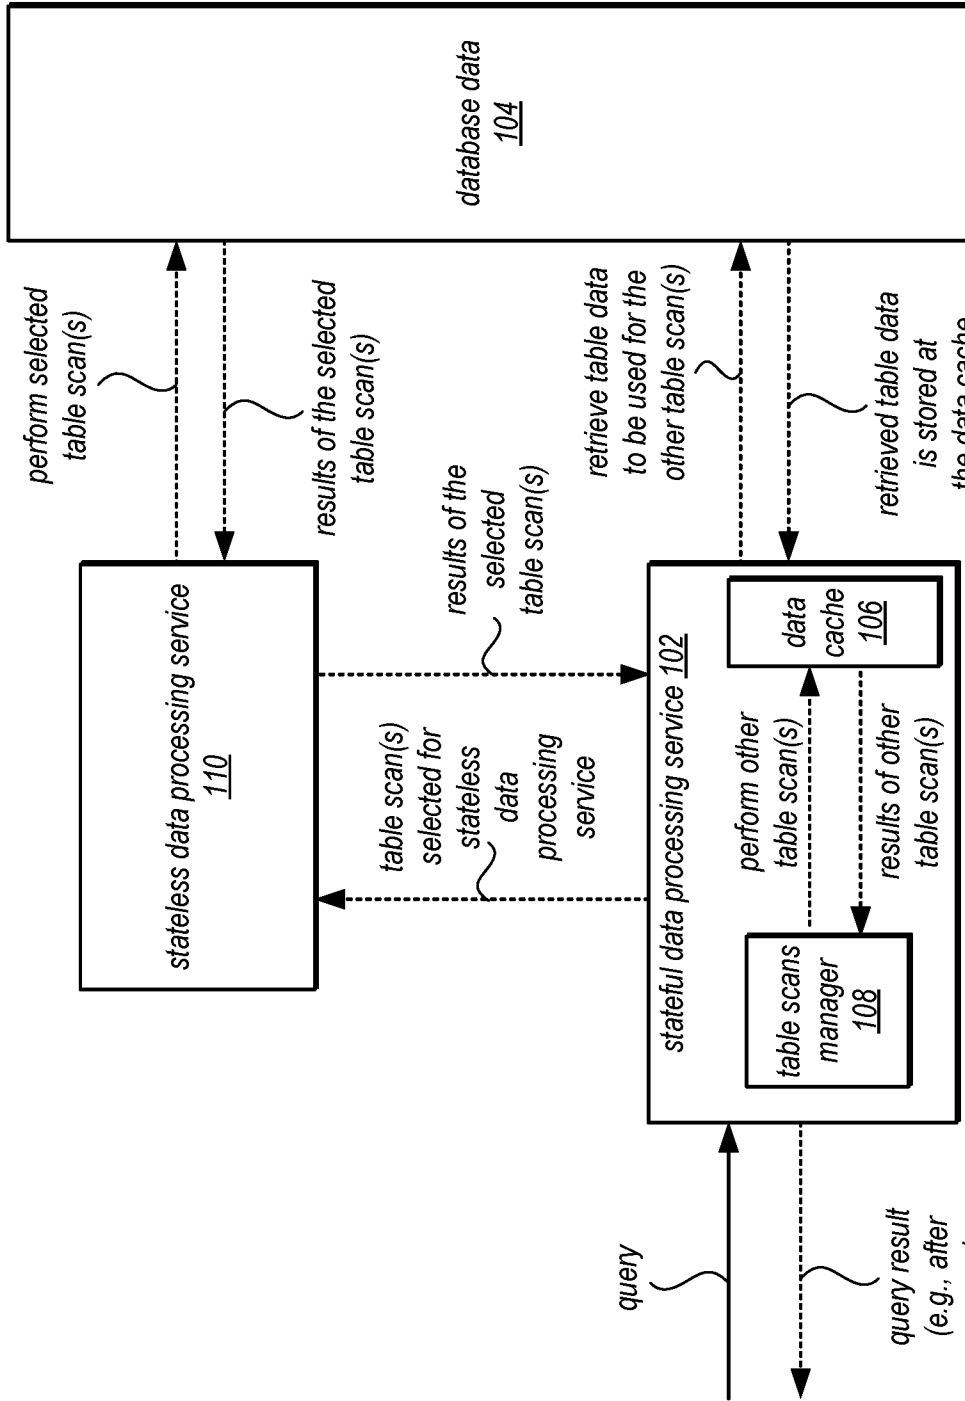 perform selected
table scan(s)
results of the selected
table scan(s)
database data
104
stateless data processing service
110
results of the
selected
table scan(s)
table scan(s)
selected for
stateless
data
processing
service
retrieve table data
to be used for the
other table scan(s)
retrieved table data
is stored at
the data cache
stateful data processing service 102
data
cache
106
perform other
table scan(s)
results of other
table scan(s)
table scans
manager
108
query
query result
(e.g., after